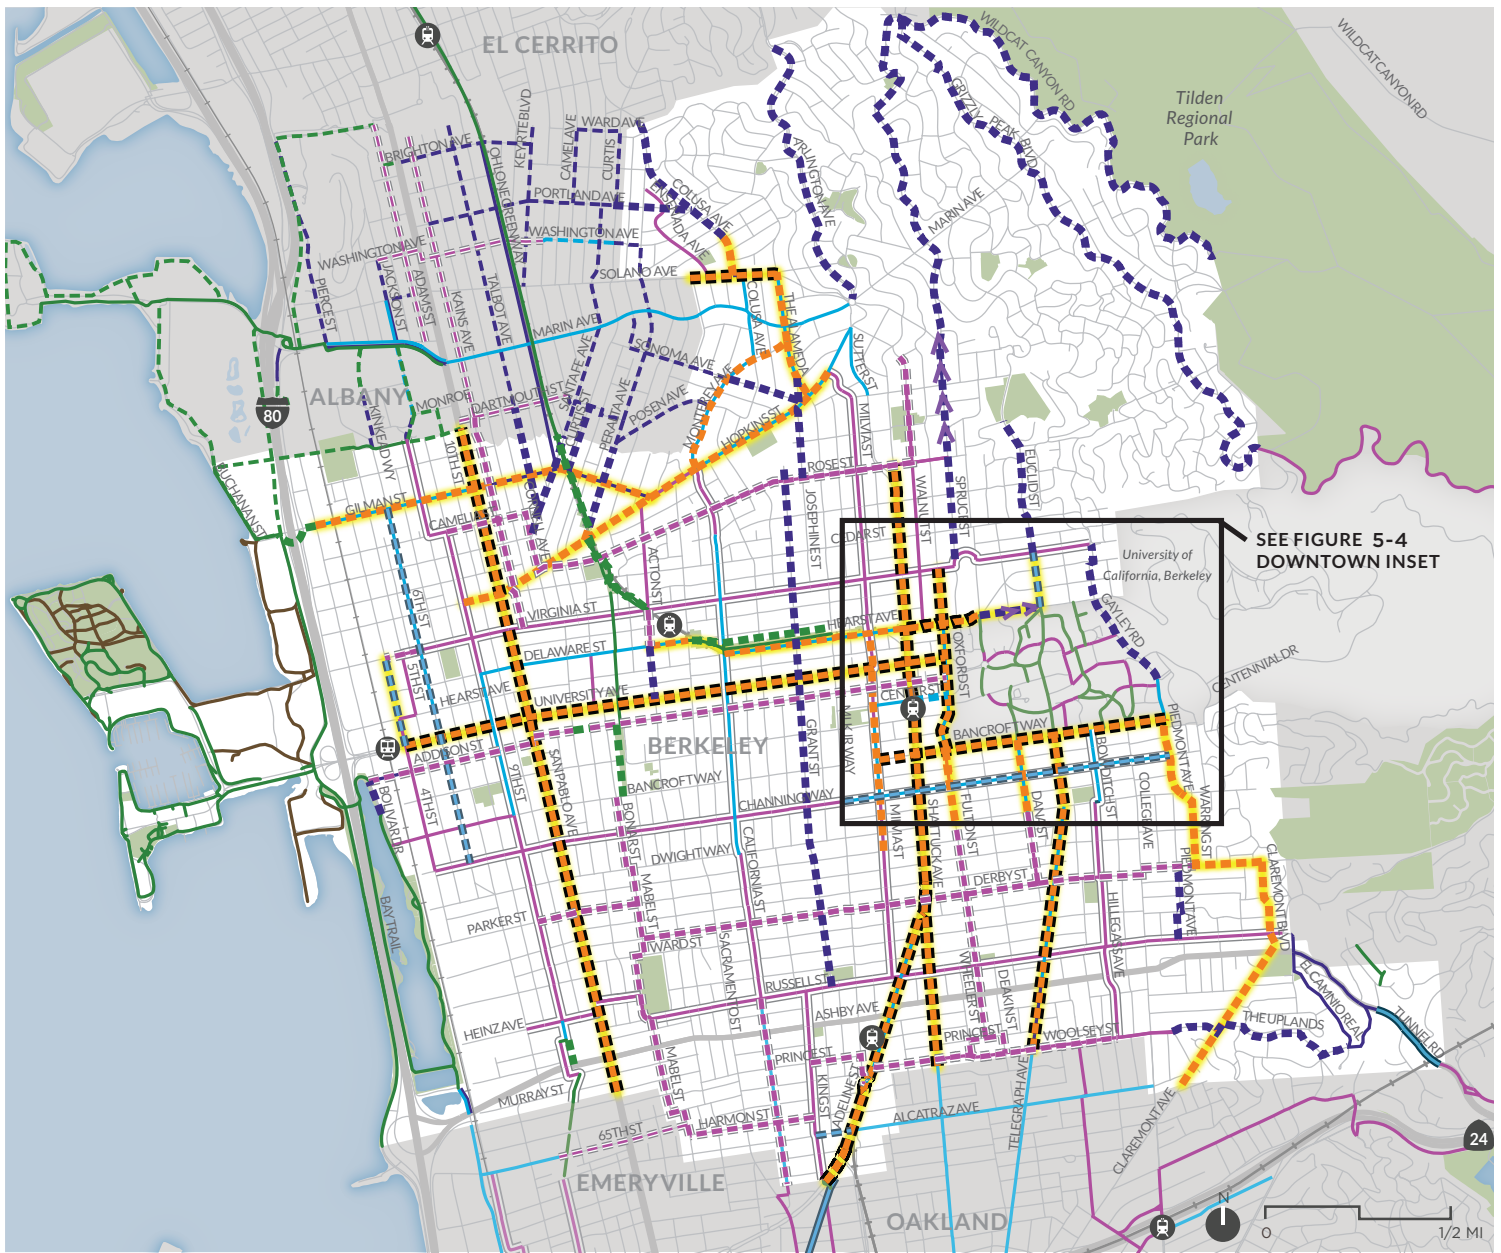 EL CERRITO
WILDCAT CANYON RD
WILDCAT CANYON RD
Tilden
Regional
Park
GRIZZLY PEAK BLVD
KEYRTE BLVD
CAMEL AVE
WARD AVE
CURTIS
BRIGHTON AVE
OHLONE GREENWAY
ARLINGTON AVE
PORTLAND AVE
COLUSA AVE
ENSENADA AVE
MARIN AVE
WASHINGTON AVE
WASHINGTON AVE
SOLANO AVE
PIERCE ST
JACKSON ST
ADAMS ST
KAINS AVE
TALBOT AVE
COLUSA AVE
THE ALAMEDA
MARIN AVE
SONOMA AVE
SUTTER ST
SANTA FE AVE
ALBANY
80
MONROE
DARTMOUTH ST
CURTIS ST
PERALTA AVE
POSEN AVE
MONTEREY AVE
HOPKINS ST
MILVIA ST
KINKEAD WY
10TH ST
BUCHANAN ST
GILMAN ST
CAMELIA ST
ROSE ST
JOSEPHINE ST
WALNUT ST
SPRUCE ST
EUCLID ST
CEDAR ST
SEE FIGURE 5-4
DOWNTOWN INSET
University of
California, Berkeley
ACTON ST
6TH ST
VIRGINIA ST
HEARST AVE
GAYLEY RD
DELAWARE ST
OXFORD ST
CENTENNIAL DR
5TH ST
HEARST AVE
UNIVERSITY AVE
CENTER ST
ADDISON ST
BERKELEY
GRANT ST
MLK JR WAY
BANCROFT WAY
PIEDMONT AVE
9TH ST
SAN PABLO AVE
BANCROFT WAY
BOWDITCH ST
COLLEGE AVE
BOLIVAR DR
4TH ST
BONAR ST
CHANNING WAY
MILVIA ST
SHATTUCK AVE
FULTON ST
DANA ST
WARRING ST
DWIGHT WAY
CALIFORNIA ST
CLAREMONT BLVD
PIEDMONT AVE
DERBY ST
MABEL ST
HILLEGASS AVE
BAY TRAIL
PARKER ST
WARD ST
SACRAMENTO ST
RUSSELL ST
WHEELER ST
DEAKIN ST
EL CAMINO REAL
HEINZ AVE
ASHBY AVE
PRINCE ST
WOOLSEY ST
THE UPLANDS
TUNNEL RD
PRINCE ST
MABEL ST
KING ST
ADELINE ST
TELEGRAPH AVE
MURRAY ST
HARMON ST
ALCATRAZ AVE
CLAREMONT AVE
65TH ST
24
EMERYVILLE
OAKLAND
N
0
1/2 MI